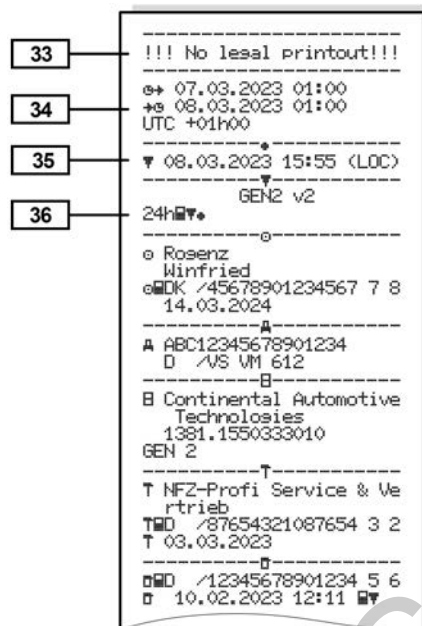 33
!!! No legal printout!!!
07.03.2023 01:00
34
08.03.2023 01:00
UTC +01h00
35
▼ 08.03.2023 15:55 (LOC)
GEN2 v2
36
24h
Rogenz
Winfried
DK /45678901234567 7 8
14.03.2024
ABC12345678901234
D /VS VM 612
Continental Automotive
Technologies
1381.1550333010
GEN 2
NFZ-Profi Service & Ve
rtrieb
D /87654321087654 3 2
03.03.2023
D /12345678901234 5 6
10.02.2023 12:11